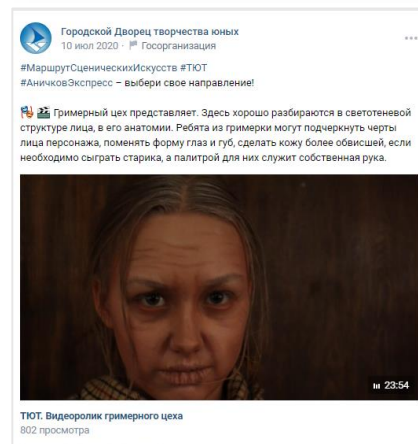 Городской Дворец творчества юных
10 июл 2020 · Госорганизация
#МаршрутСценическихИскусств #ТЮТ
#АничковЭкспресс – выбери свое направление!
Гримерный цех представляет. Здесь хорошо разбираются в светотеневой
структуре лица, в его анатомии. Ребята из гримерки могут подчеркнуть черты
лица персонажа, поменять форму глаз и губ, сделать кожу более обвисшей, если
необходимо сыграть старика, а палитрой для них служит собственная рука.
23:54
ТЮТ. Видеоролик гримерного цеха
802 просмотра